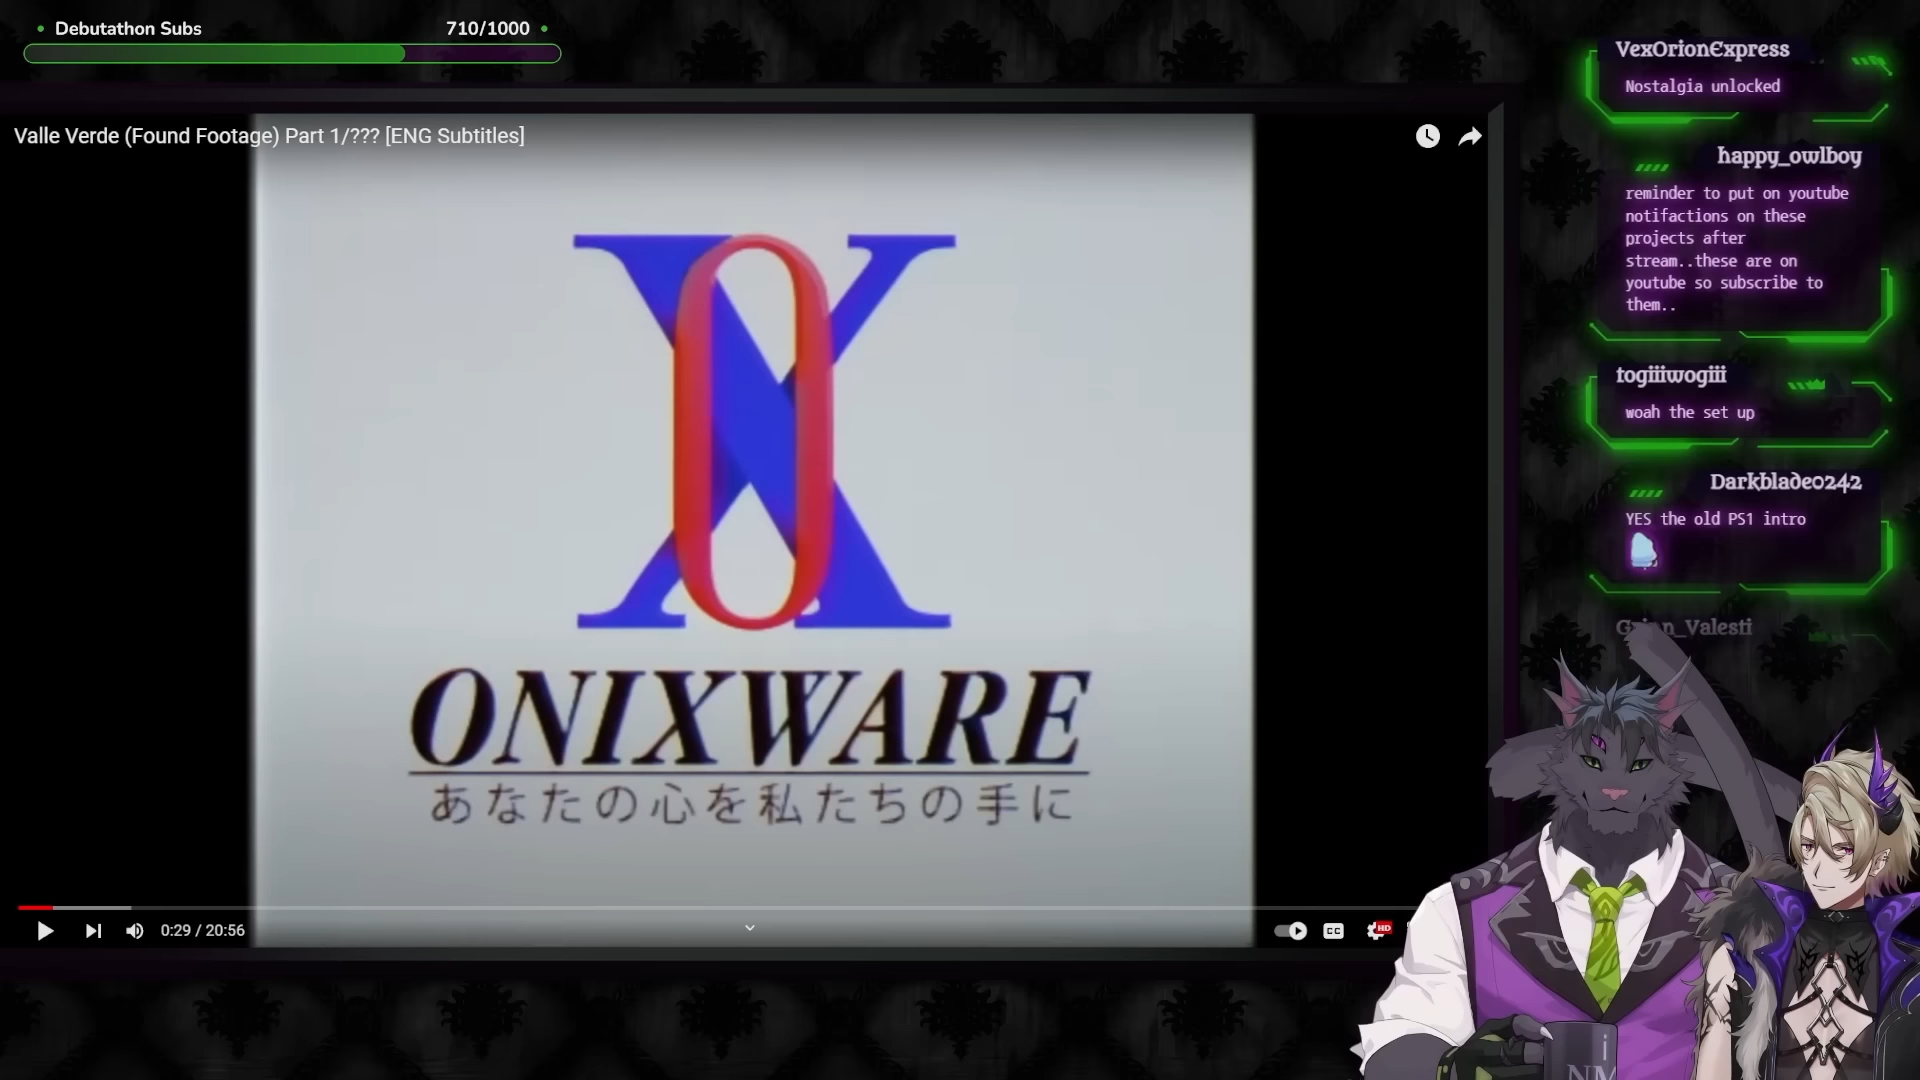 Debutathon Subs
710/1000
Valle Verde (Found Footage) Part 1/??? [ENG Subtitles]
XO
ONIXWARE
あなたの心を私たちの手に
0:29 / 20:56
CC
HD
VexOrionExpress
Nostalgia unlocked
happy_owlboy
reminder to put on youtube
notifactions on these
projects after
stream..these are on
youtube so subscribe to
them..
togiiiwogiii
woah the set up
Darkblade0242
YES the old PS1 intro